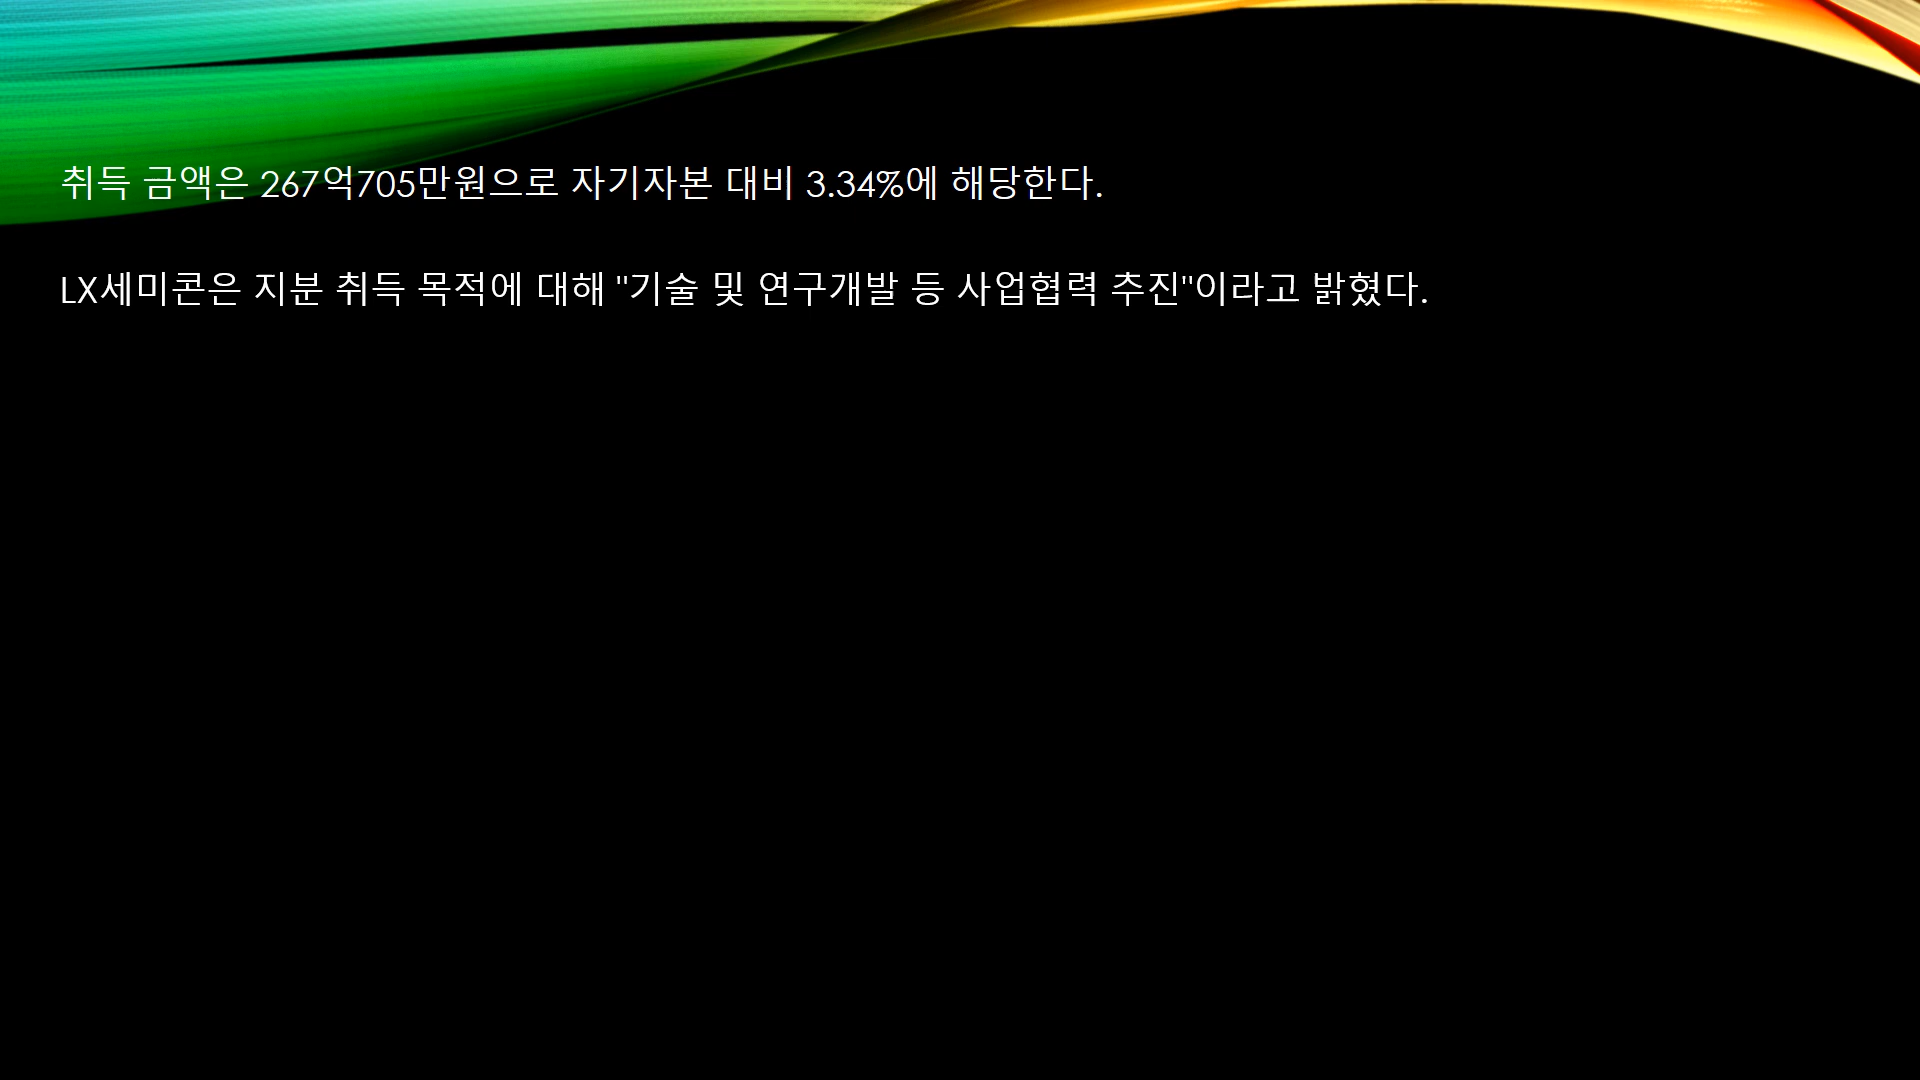 취득 금액은 267억705만원으로 자기자본 대비 3.34%에 해당한다.
LX세미콘은 지분 취득 목적에 대해 "기술 및 연구개발 등 사업협력 추진"이라고 밝혔다.